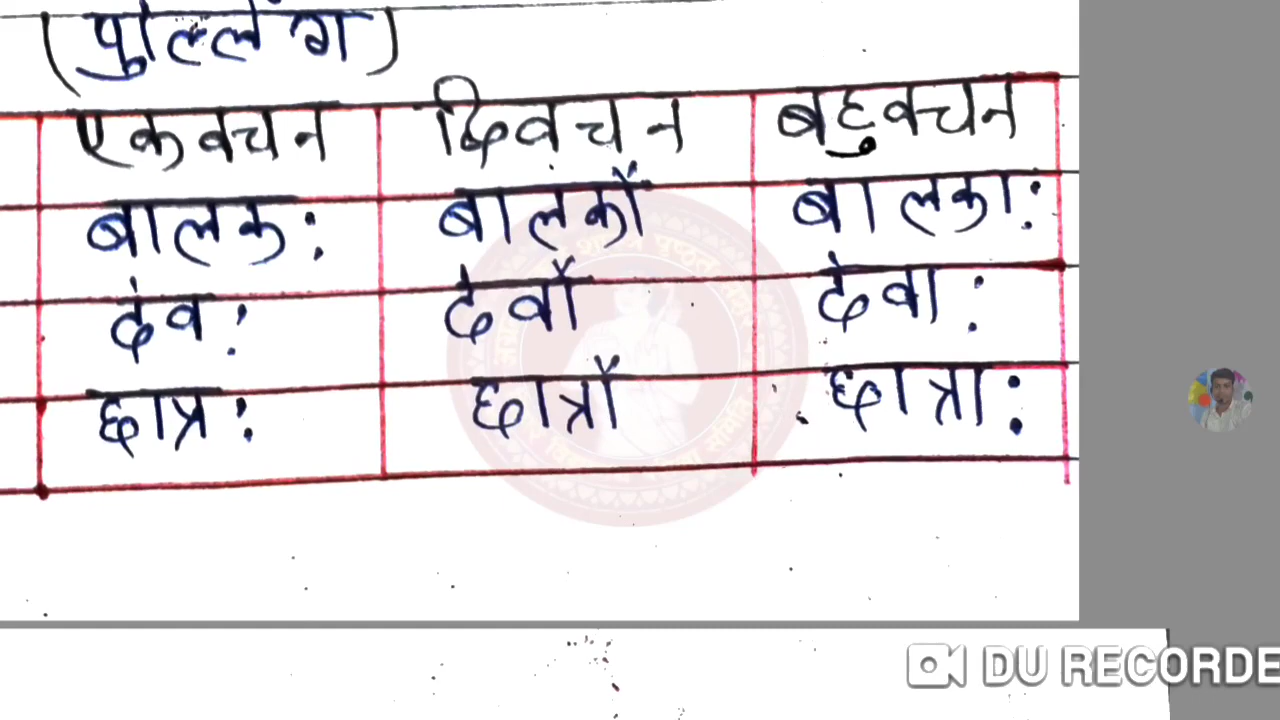 (पुल्लिंग)
एकवचन द्विवचन बहुवचन
बालक: बालकौ बालका:
देव: देवौ देवा:
छात्र: छात्रौ छात्रा:
DU RECORDE